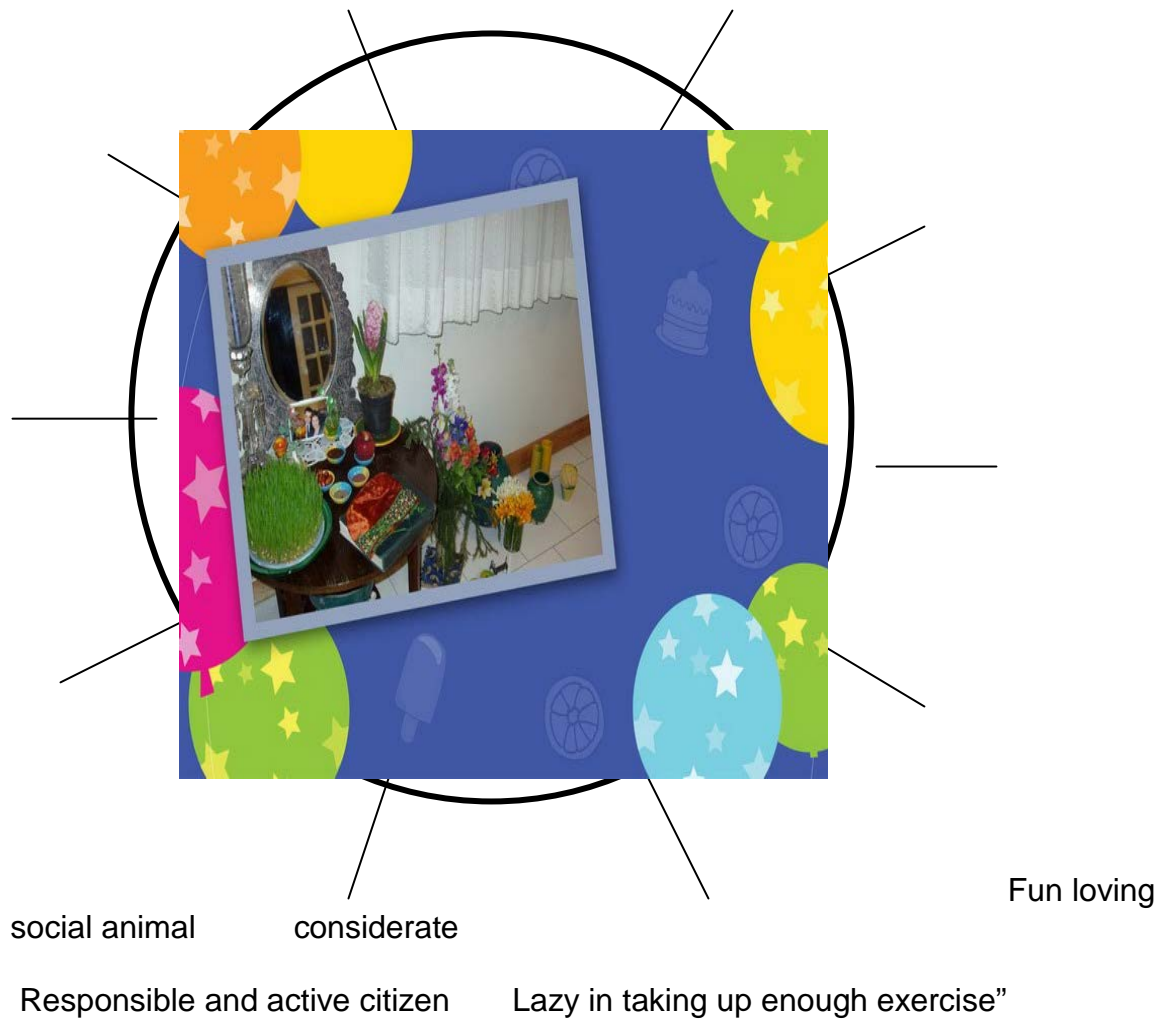 Fun loving
social animal considerate
Responsible and active citizen Lazy in taking up enough exercise”